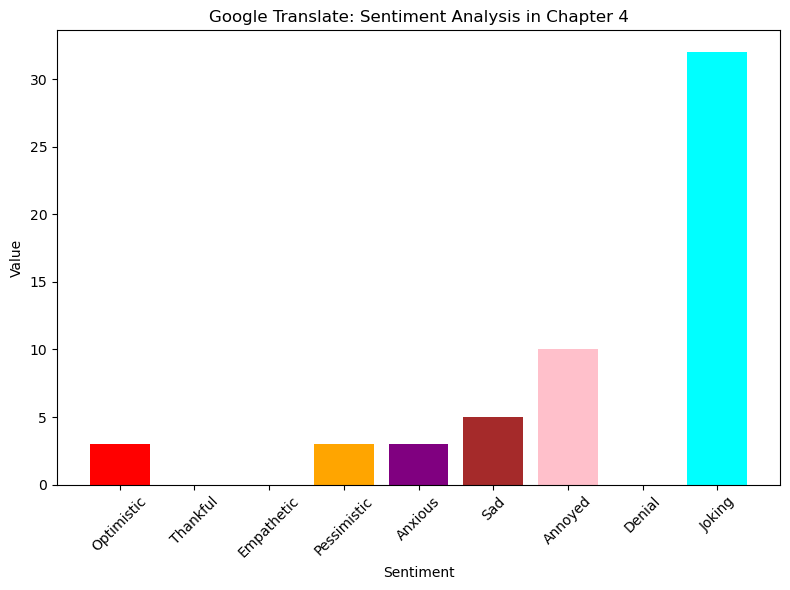 Google Translate: Sentiment Analysis in Chapter 4
Value
30
25
20
15
10
5
0
Optimistic
Thankful
Empathetic
Pessimistic
Anxious
Sad
Annoyed
Denial
Joking
Sentiment